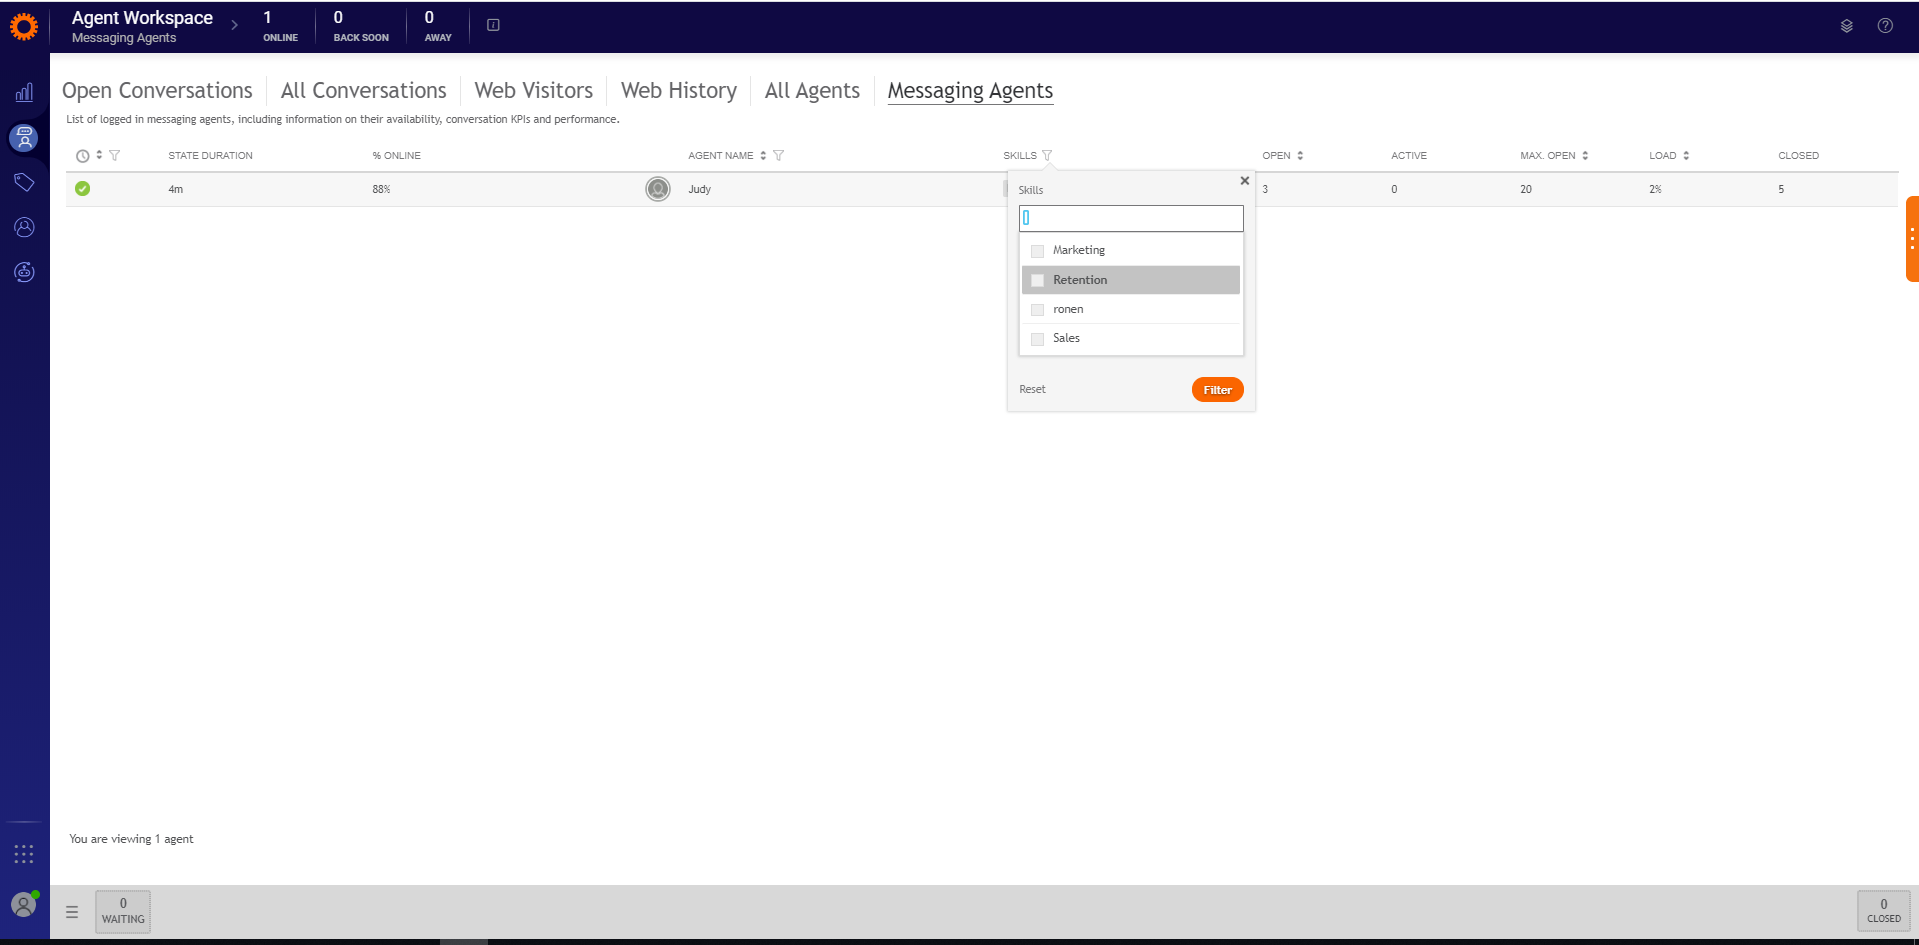 Agent Workspace
Messaging Agents
1 ONLINE
0 BACK SOON
0 AWAY
Open Conversations All Conversations Web Visitors Web History All Agents Messaging Agents
List of logged in messaging agents, including information on their availability, conversation KPIs and performance.
STATE DURATION % ONLINE AGENT NAME SKILLS OPEN ACTIVE MAX. OPEN LOAD CLOSED
4m 88% Judy 3 0 20 2% 5
Skills
Marketing
Retention
ronen
Sales
Reset Filter
You are viewing 1 agent
0 WAITING
0 CLOSED